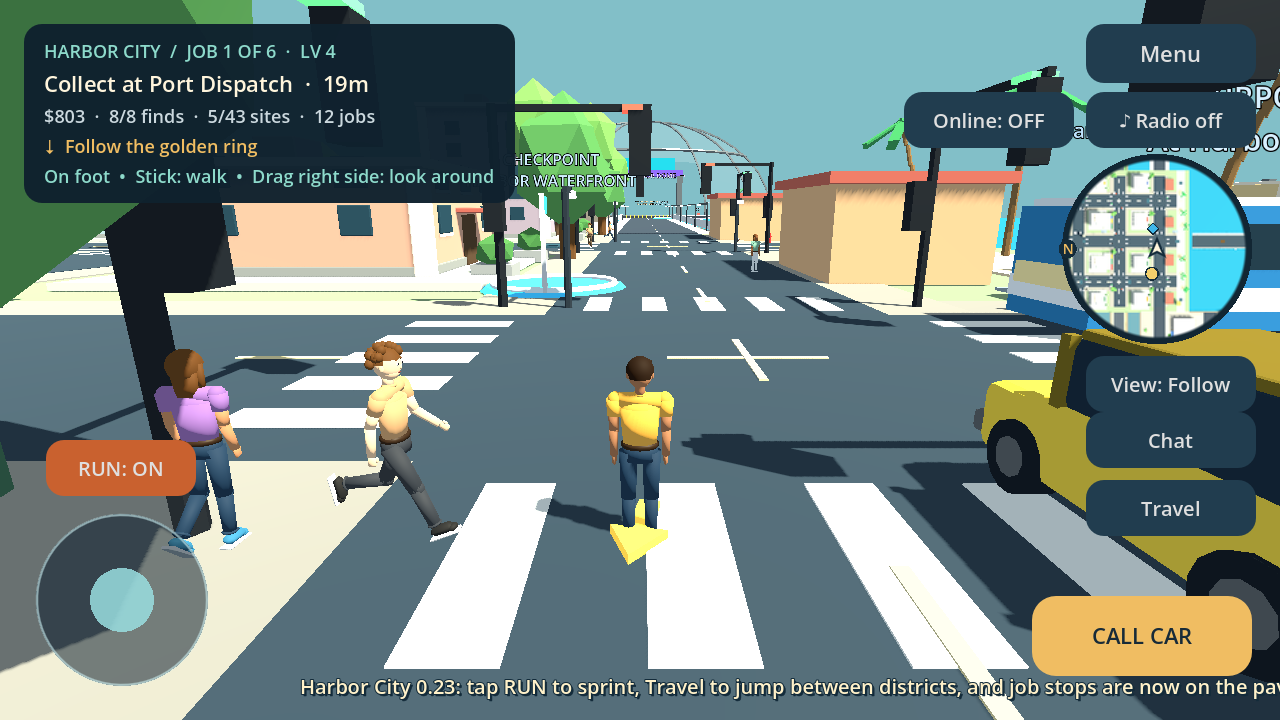 HARBOR CITY / JOB 1 OF 6 · LV 4
Collect at Port Dispatch · 19m
$803 · 8/8 finds · 5/43 sites · 12 jobs
↓ Follow the golden ring
On foot • Stick: walk • Drag right side: look around
Menu
Online: OFF
♪ Radio off
HECKPOINT
OR WATERFRONT
N
View: Follow
Chat
Travel
RUN: ON
CALL CAR
Harbor City 0.23: tap RUN to sprint, Travel to jump between districts, and job stops are now on the pav